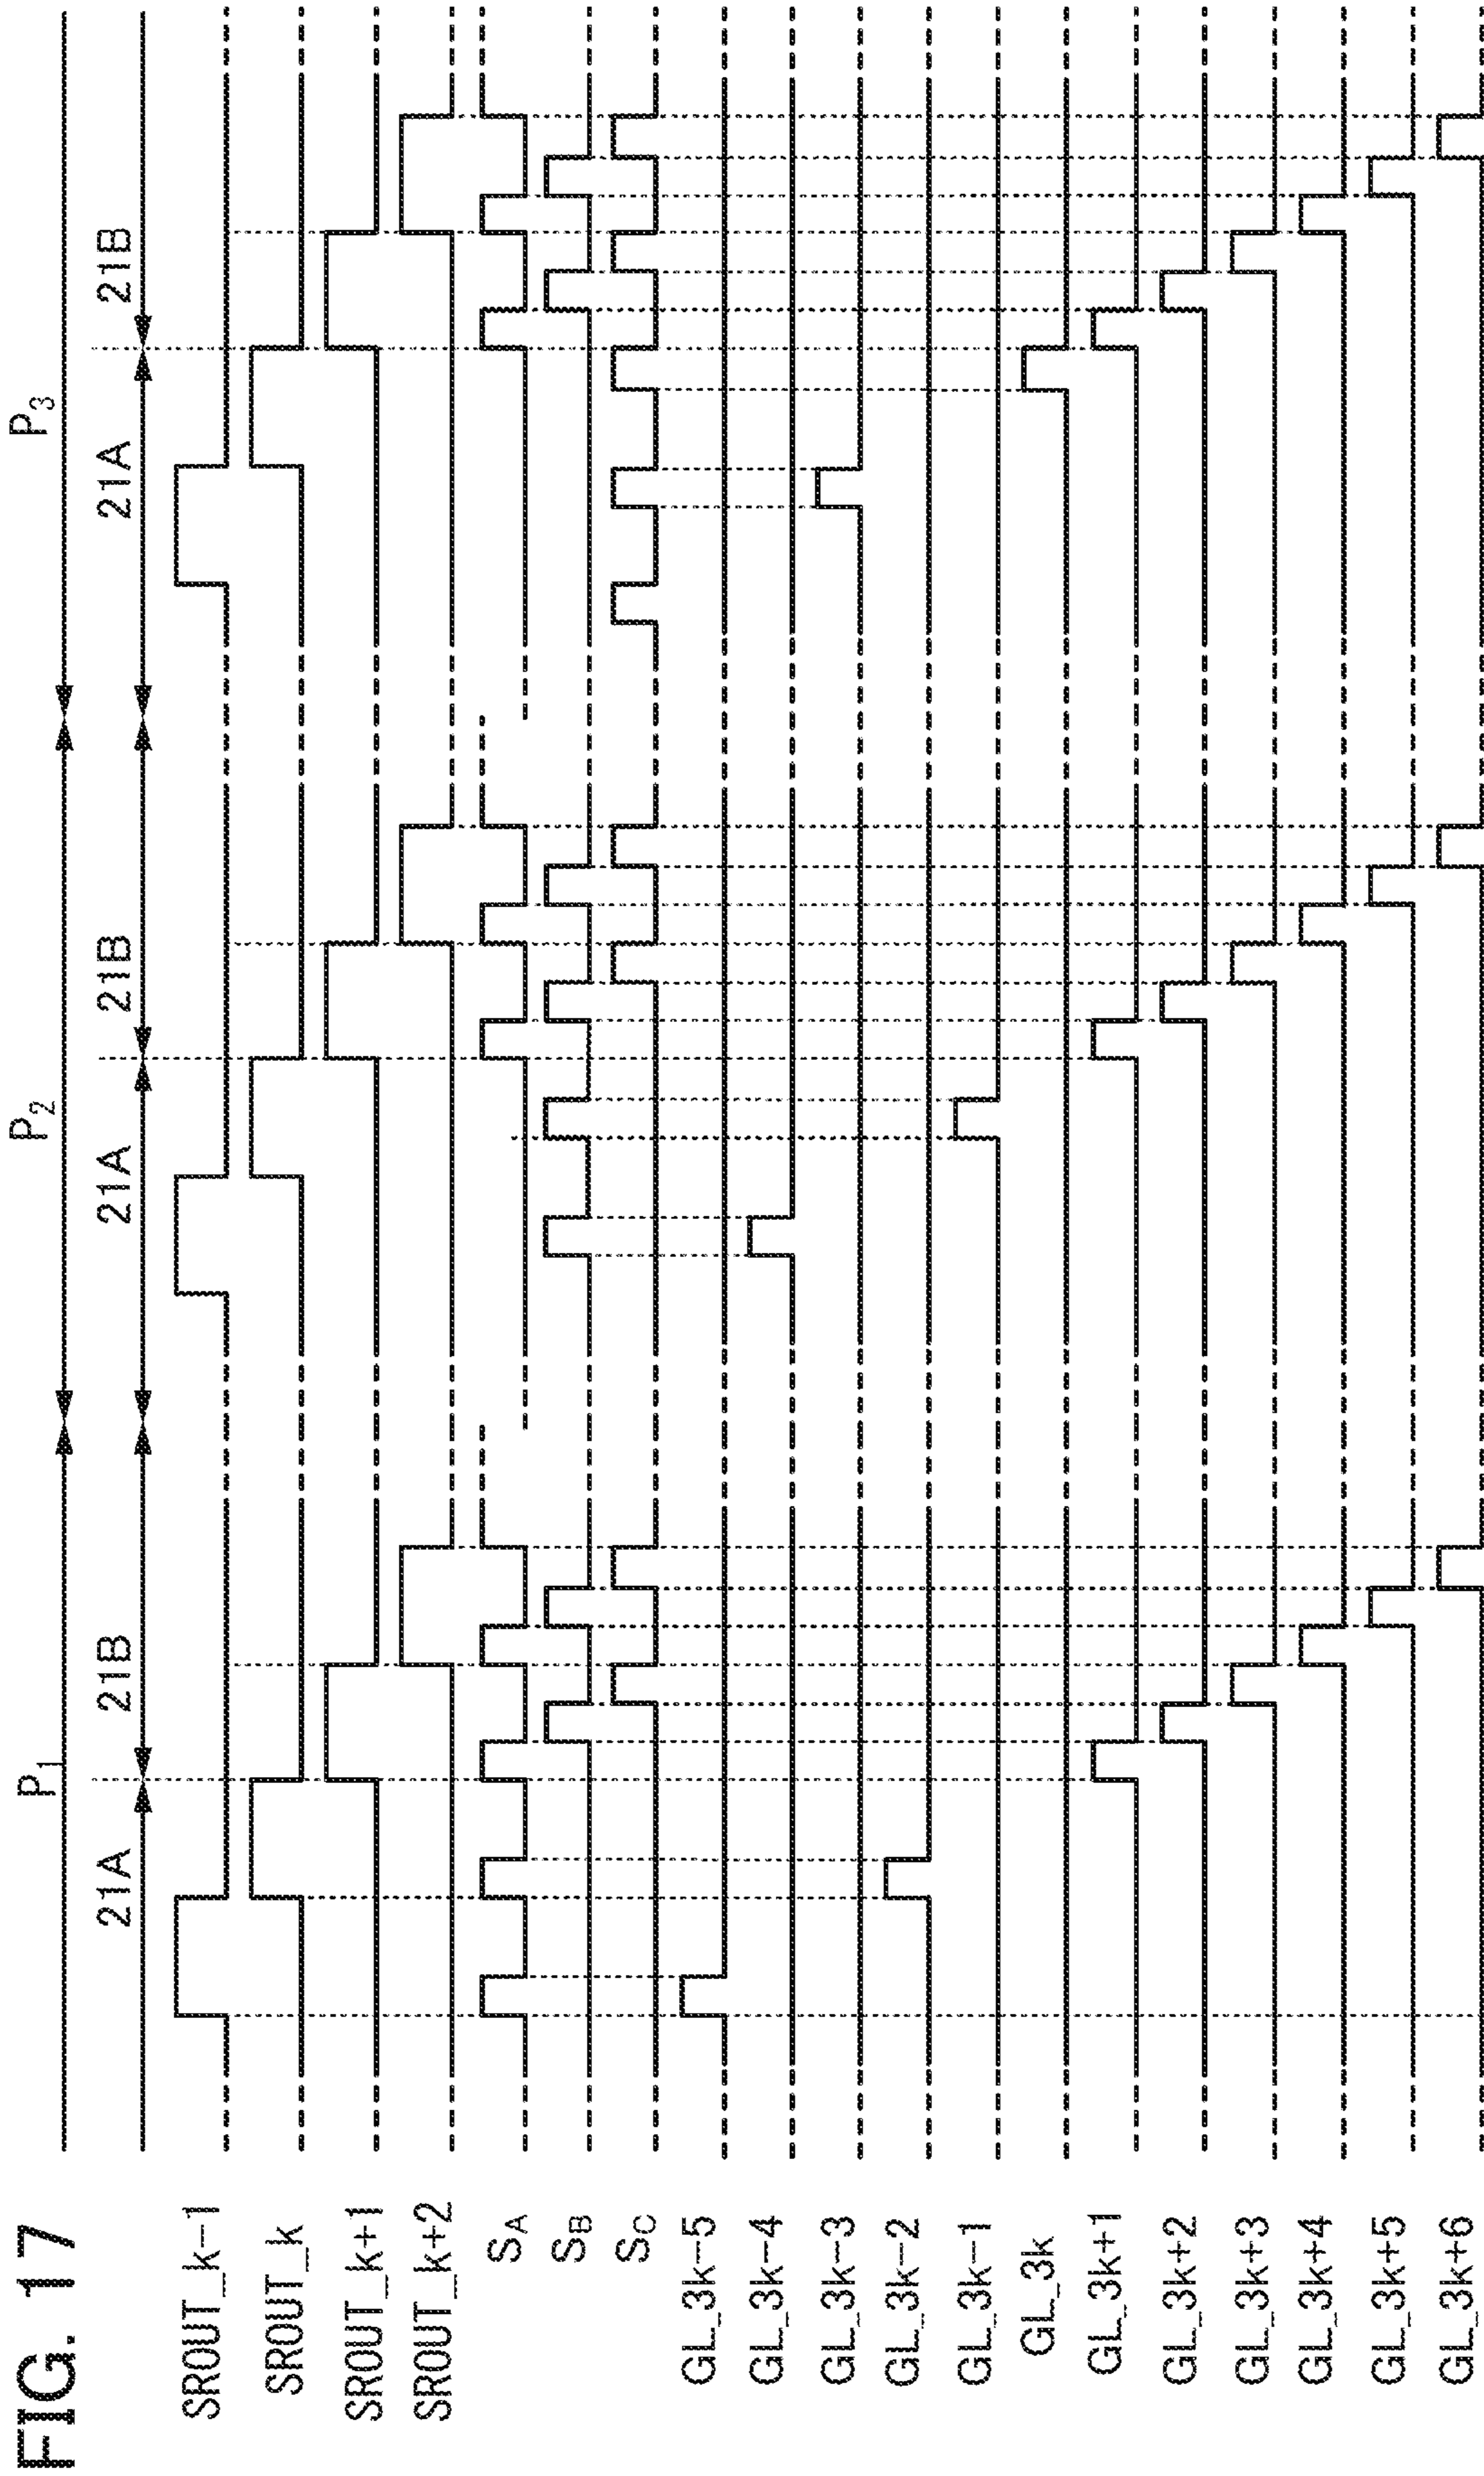 FIG. 17
P1
P2
P3
21A
21B
21A
21B
21A
21B
SROUT_k−1
SROUT_k
SROUT_k+1
SROUT_k+2
SA
SB
SC
GL_3k−5
GL_3k−4
GL_3k−3
GL_3k−2
GL_3k−1
GL_3k
GL_3k+1
GL_3k+2
GL_3k+3
GL_3k+4
GL_3k+5
GL_3k+6